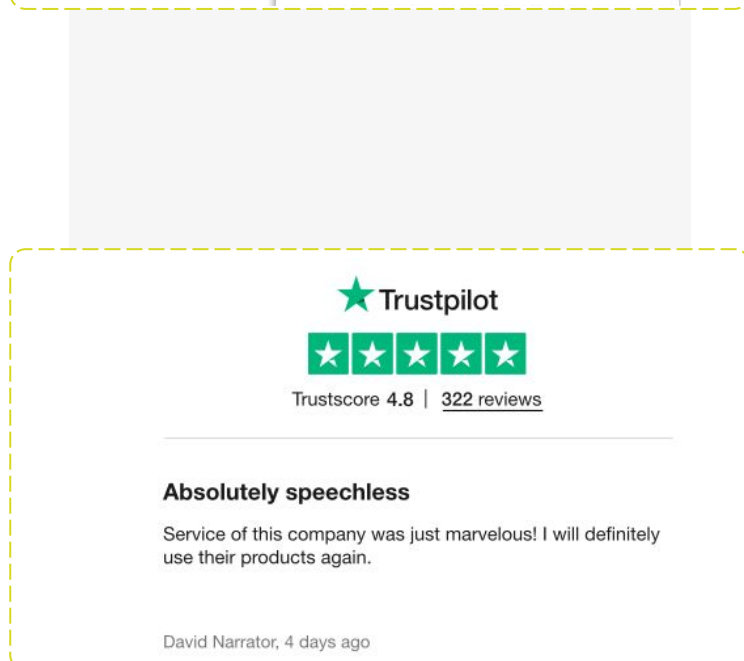 Trustpilot
Trustscore 4.8 | 322 reviews
Absolutely speechless
Service of this company was just marvelous! I will definitely
use their products again.
David Narrator, 4 days ago